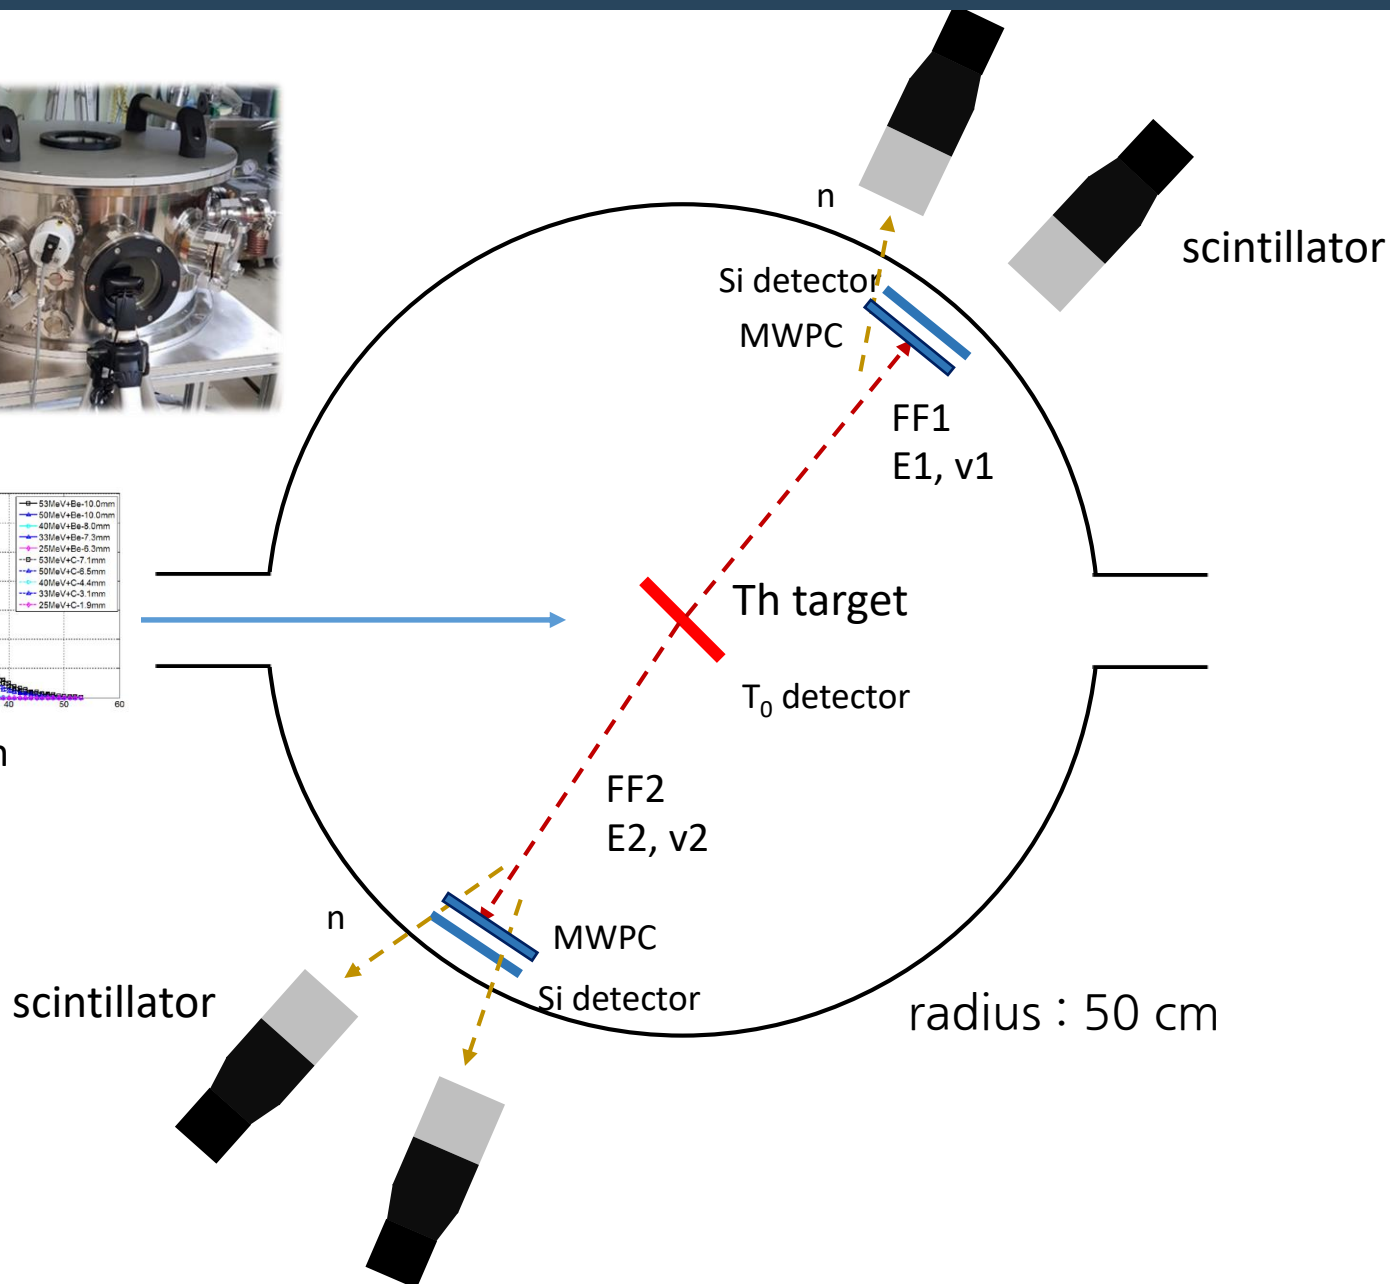 n
scintillator
Si detector
MWPC
FF1
E1, v1
53MeV+Be-10.0mm
50MeV+Be-10.0mm
40MeV+Be-8.0mm
33MeV+Be-7.3mm
25MeV+Be-6.3mm
53MeV+C-7.1mm
50MeV+C-6.5mm
40MeV+C-4.4mm
33MeV+C-3.1mm
25MeV+C-1.9mm
40 50 60
Th target
T₀ detector
FF2
E2, v2
n
MWPC
Si detector
scintillator
radius : 50 cm